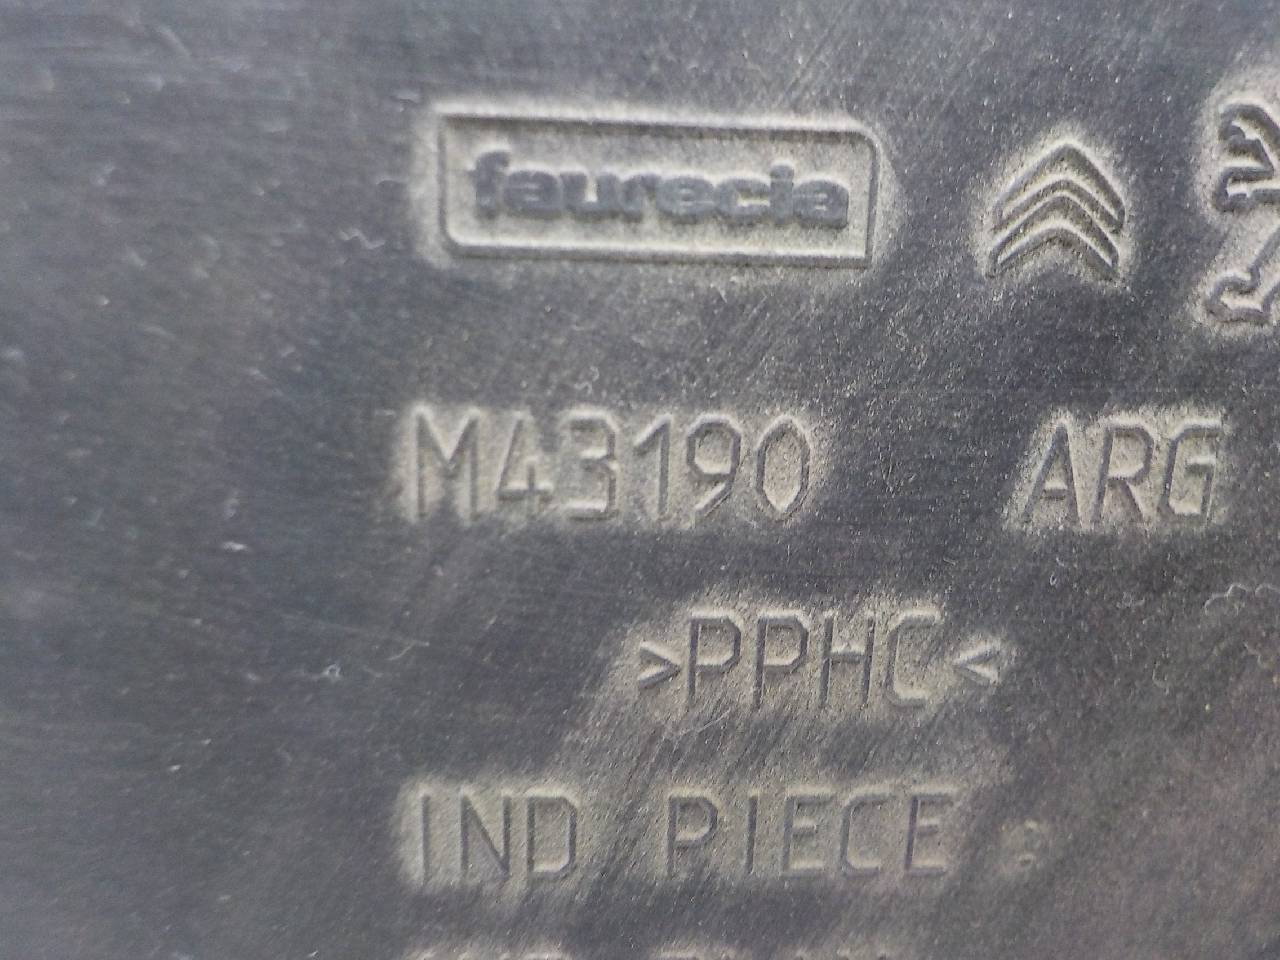 faurecia
M43190 ARG
>PPHC<
IND PIECE